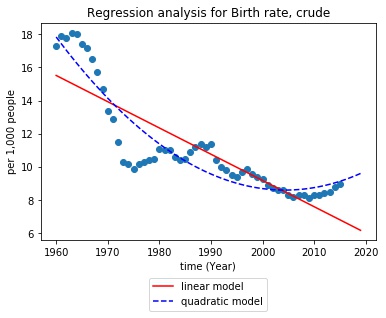 Regression analysis for Birth rate, crude
18
16
14
12
10
8
6
per 1,000 people
1960 1970 1980 1990 2000 2010 2020
time (Year)
linear model
quadratic model